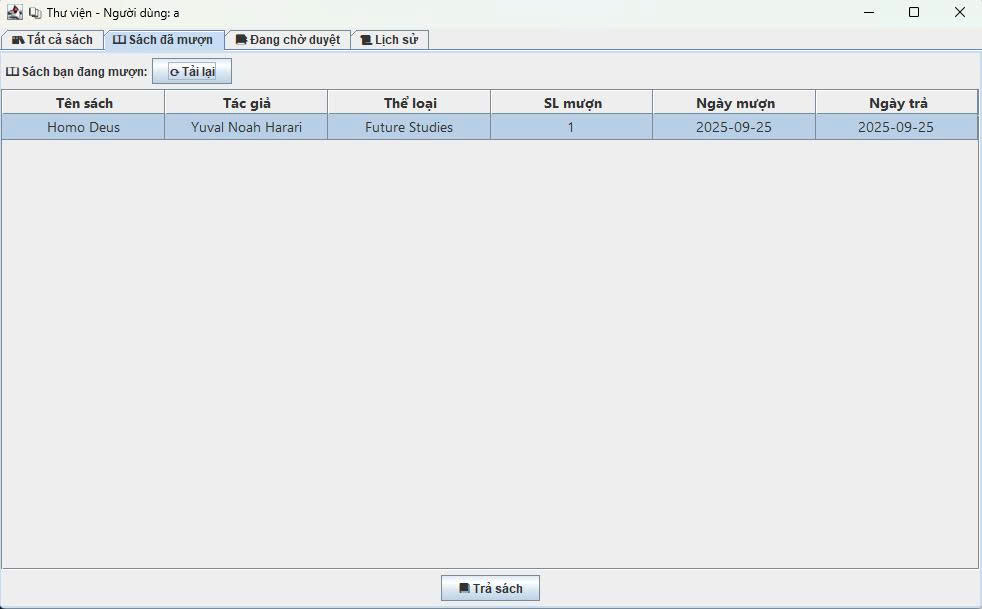 Thư viện - Người dùng: a
Tất cả sách Sách đã mượn Đang chờ duyệt Lịch sử
Sách bạn đang mượn: Tải lại
Tên sách Tác giả Thể loại SL mượn Ngày mượn Ngày trả
Homo Deus Yuval Noah Harari Future Studies 1 2025-09-25 2025-09-25
Trả sách